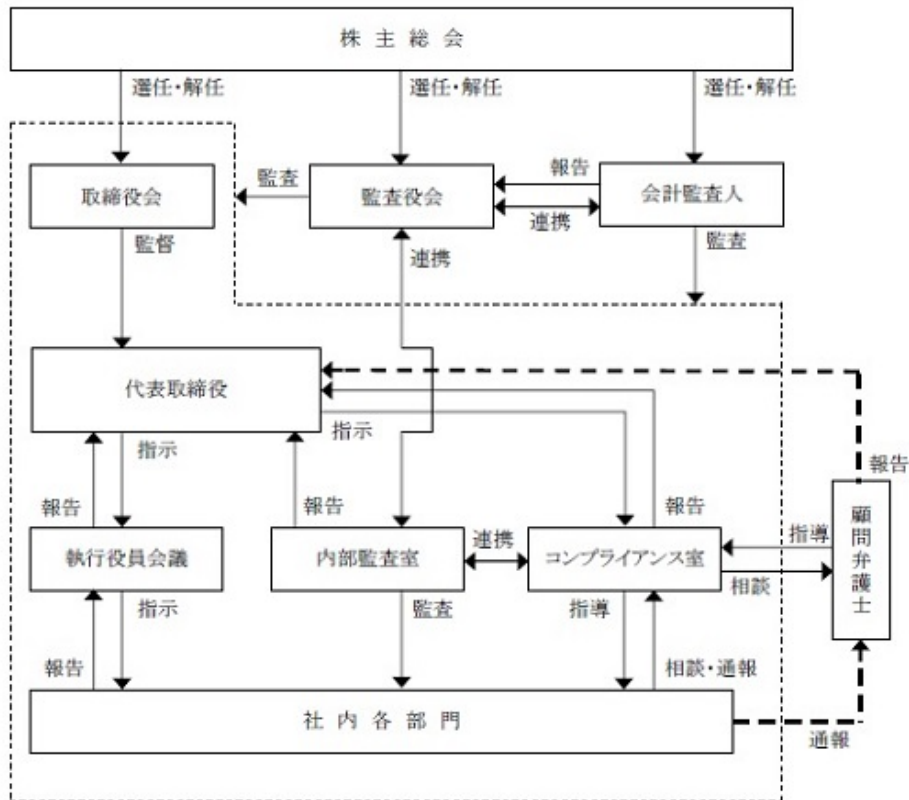 株主総会
選任・解任
選任・解任
選任・解任
取締役会
監査
監査役会
報告
連携
会計監査人
監督
連携
監査
代表取締役
指示
指示
報告
報告
報告
報告
執行役員会議
内部監査室
連携
コンプライアンス室
指導
相談
顧問弁護士
指示
監査
指導
報告
相談・通報
社内各部門
通報